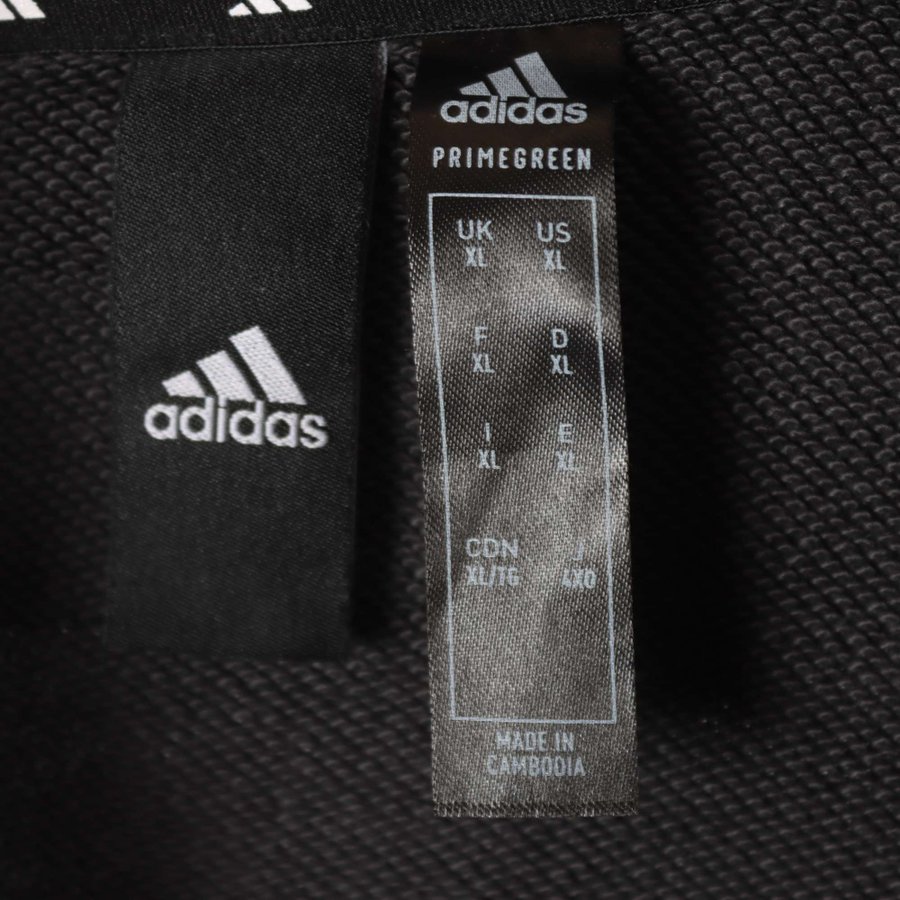 adidas
adidas
PRIMEGREEN
UK US
XL XL
F D
XL XL
I E
XL XL
CDN J
XL/TG 4XO
MADE IN
CAMBODIA